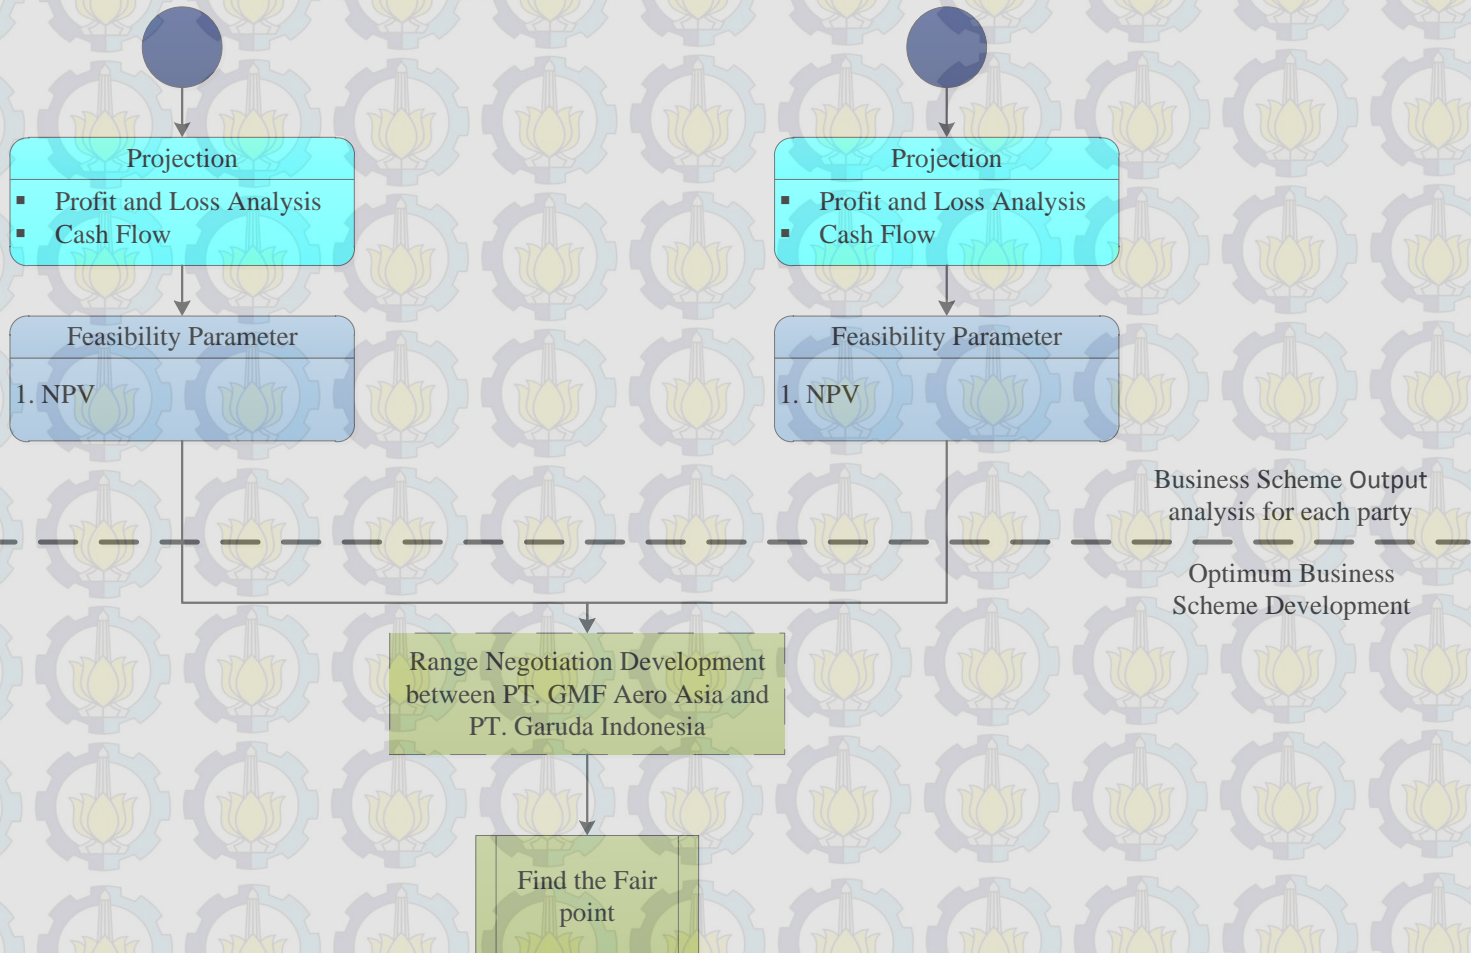 Projection
▪ Profit and Loss Analysis
▪ Cash Flow
Projection
▪ Profit and Loss Analysis
▪ Cash Flow
Feasibility Parameter
1. NPV
Feasibility Parameter
1. NPV
Business Scheme Output
analysis for each party
Optimum Business
Scheme Development
Range Negotiation Development
between PT. GMF Aero Asia and
PT. Garuda Indonesia
Find the Fair
point